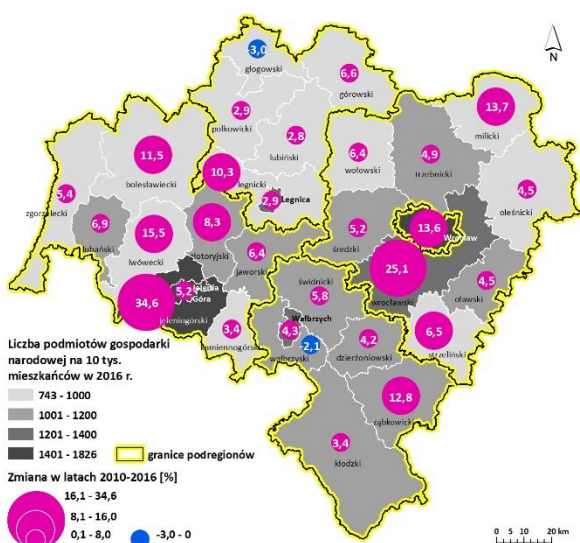 -3,0
głogowski
6,6
górowski
N
13,7
milicki
2,9
polkowicki
2,8
lubiński
11,5
bolesławiecki
10,3
legnicki
6,4
wołowski
4,9
trzebnicki
4,5
oleśnicki
5,4
zgorzelecki
2,9
Legnica
6,9
lubański
15,5
lwówecki
8,3
złotoryjski
6,4
jaworski
5,2
średzki
13,6
Wrocław
25,1
wrocławski
4,5
oławski
34,6
jeleniogórski
5,2
Jelenia
Góra
3,4
kamiennogórski
świdnicki
5,8
Wałbrzych
4,3
-2,1
wałbrzyski
4,2
dzierżoniowski
6,5
strzeliński
12,8
ząbkowicki
3,4
kłodzki
Liczba podmiotów gospodarki
narodowej na 10 tys.
mieszkańców w 2016 r.
743 - 1000
1001 - 1200
1201 - 1400
1401 - 1826
granice podregionów
Zmiana w latach 2010-2016 [%]
16,1 - 34,6
8,1 - 16,0
0,1 - 8,0
-3,0 - 0
0 5 10 20 km